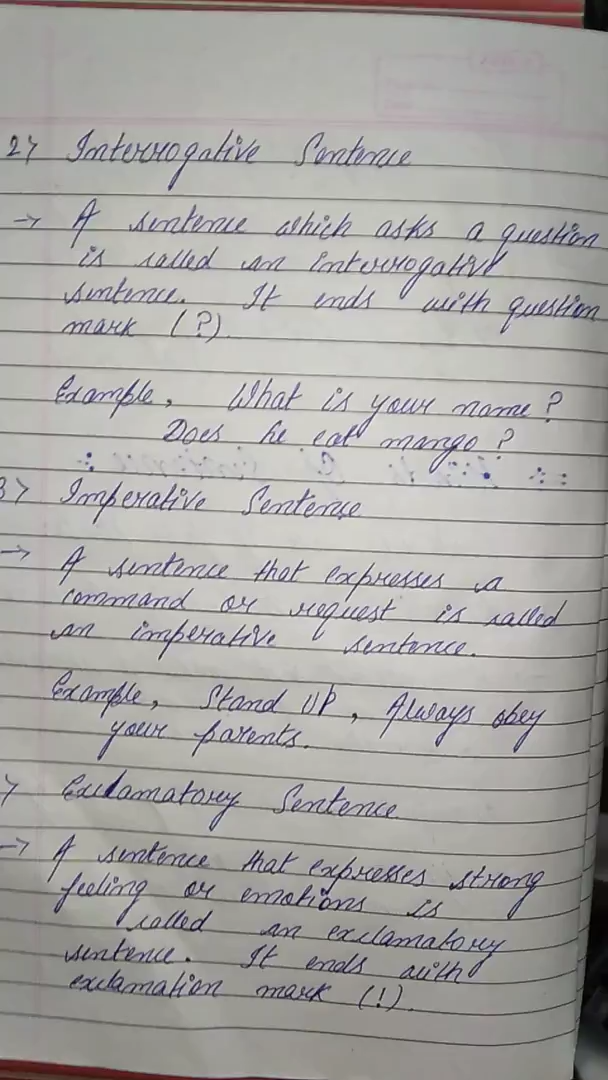 2> Interrogative Sentence
→ A sentence which asks a question
is called an interrogative
sentence. It ends with question
mark (?).
Example, What is your name?
Does he eat mango?
3> Imperative Sentence
→ A sentence that expresses a
command or request is called
an imperative sentence.
Example, Stand UP, Always obey
your parents.
> Exclamatory Sentence
→ A sentence that expresses strong
feeling or emotions is
called an exclamatory
sentence. It ends with
exclamation mark (!).